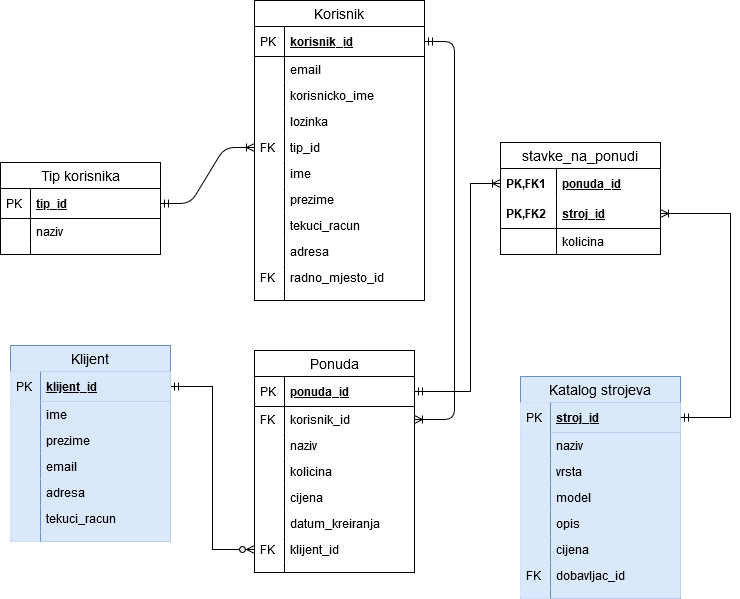 Korisnik
PK korisnik_id
email
korisnicko_ime
lozinka
FK tip_id
ime
prezime
tekuci_racun
adresa
FK radno_mjesto_id
Tip korisnika
PK tip_id
naziv
stavke_na_ponudi
PK,FK1 ponuda_id
PK,FK2 stroj_id
kolicina
Klijent
PK klijent_id
ime
prezime
email
adresa
tekuci_racun
Ponuda
PK ponuda_id
FK korisnik_id
naziv
kolicina
cijena
datum_kreiranja
FK klijent_id
Katalog strojeva
PK stroj_id
naziv
vrsta
model
opis
cijena
FK dobavljac_id